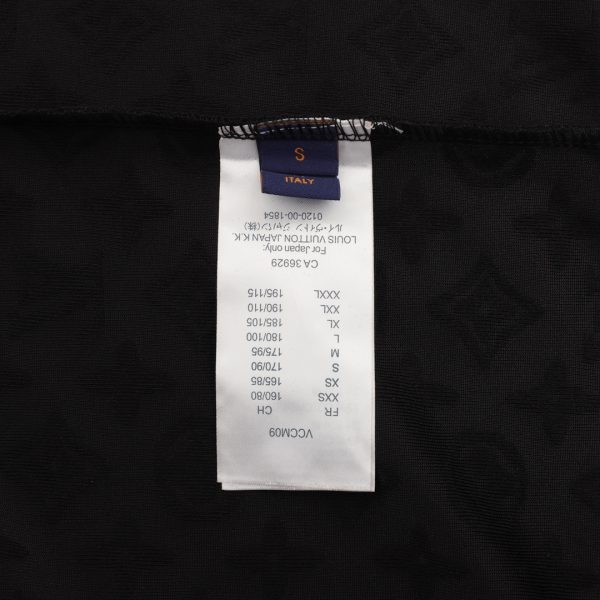 S
ITALY
VCCM09
FR CH
XXS 160/80
XS 165/85
S 170/90
M 175/95
L 180/100
XL 185/105
XXL 190/110
XXXL 195/115
CA 36929
For Japan only:
LOUIS VUITTON JAPAN K.K.
ルイ・ヴィトン ジャパン(株)
0120-00-1854